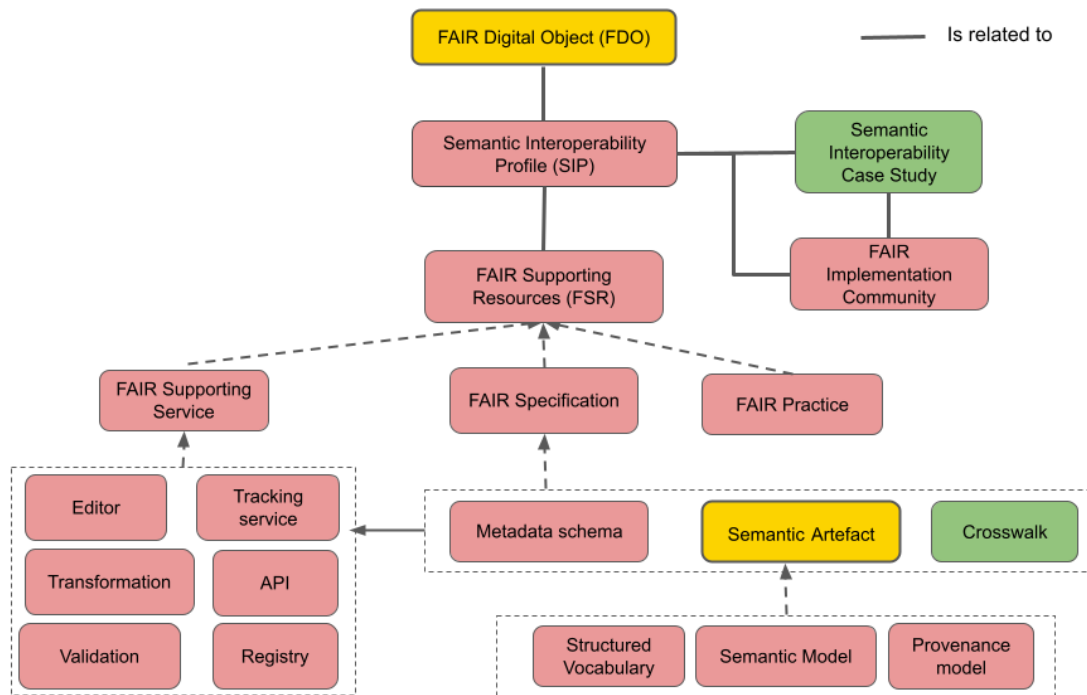 FAIR Digital Object (FDO)
Is related to
Semantic Interoperability
Profile (SIP)
Semantic
Interoperability
Case Study
FAIR Supporting
Resources (FSR)
FAIR
Implementation
Community
FAIR Supporting
Service
FAIR Specification
FAIR Practice
Editor
Tracking
service
Metadata schema
Semantic Artefact
Crosswalk
Transformation
API
Validation
Registry
Structured
Vocabulary
Semantic Model
Provenance
model